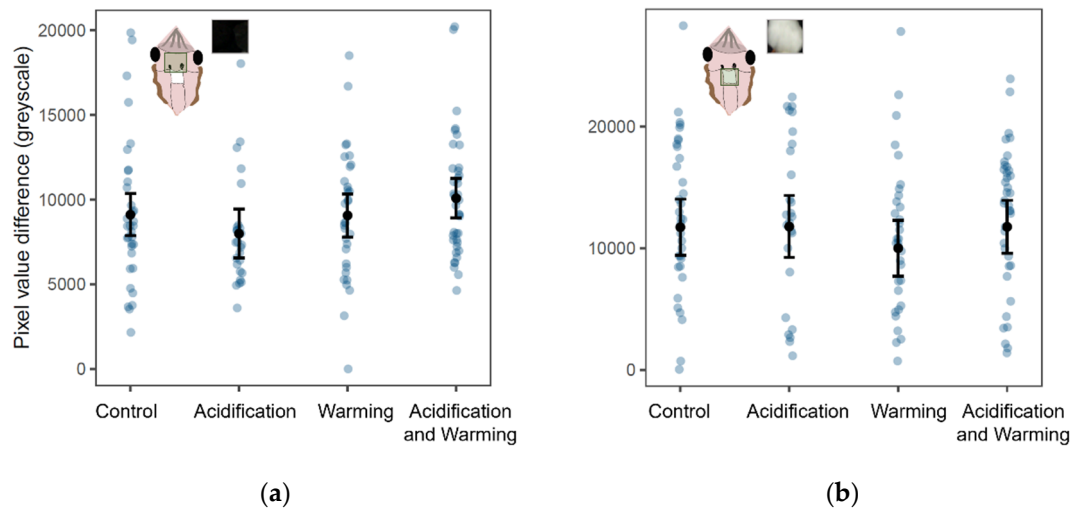 Pixel value difference (greyscale)
20000
15000
10000
5000
0
Control
Acidification
Warming
Acidification
and Warming
(a)
20000
10000
0
Control
Acidification
Warming
Acidification
and Warming
(b)